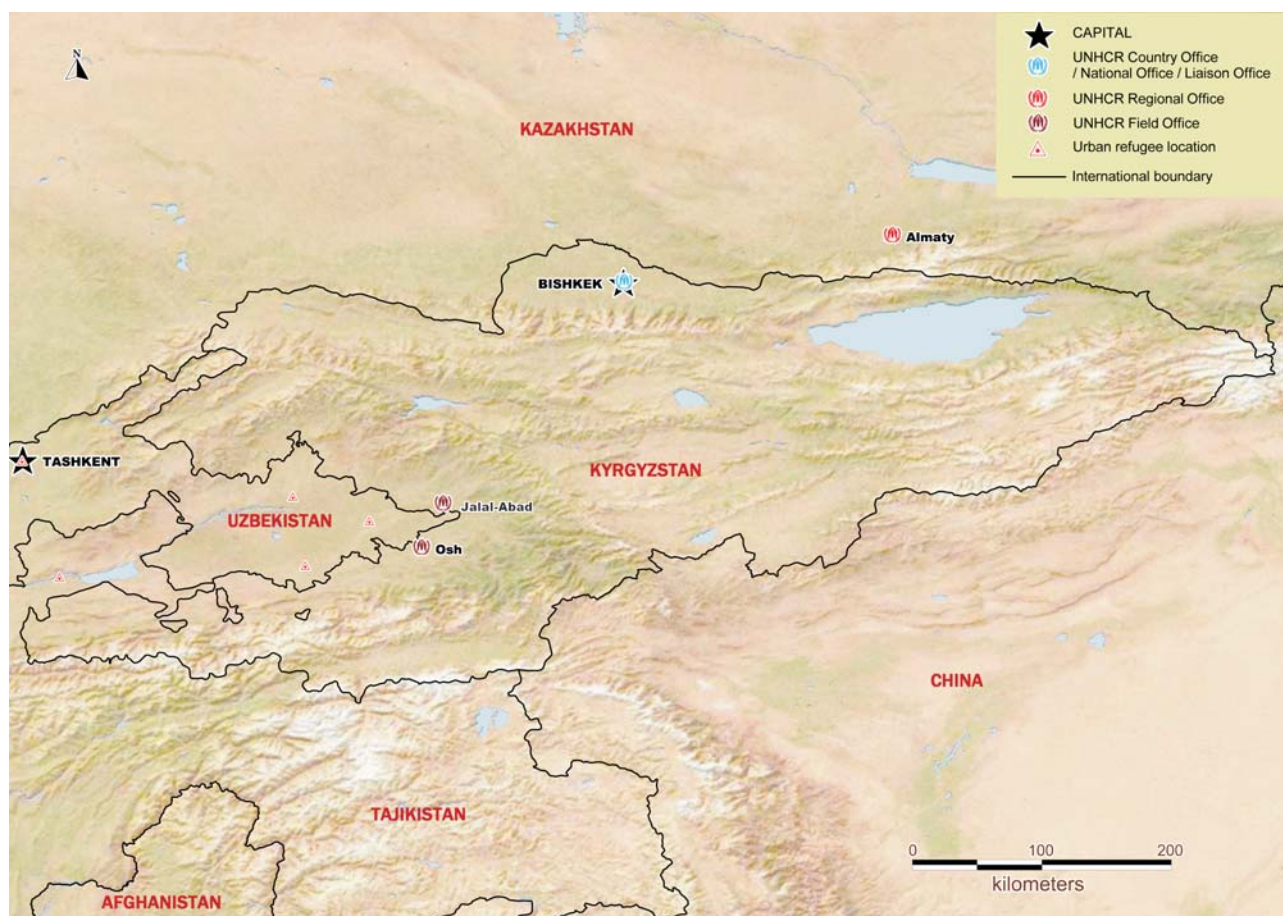 N
CAPITAL
UNHCR Country Office
/ National Office / Liaison Office
UNHCR Regional Office
UNHCR Field Office
Urban refugee location
International boundary
KAZAKHSTAN
Almaty
BISHKEK
TASHKENT
KYRGYZSTAN
Jalal-Abad
UZBEKISTAN
Osh
CHINA
TAJIKISTAN
AFGHANISTAN
0 100 200
kilometers